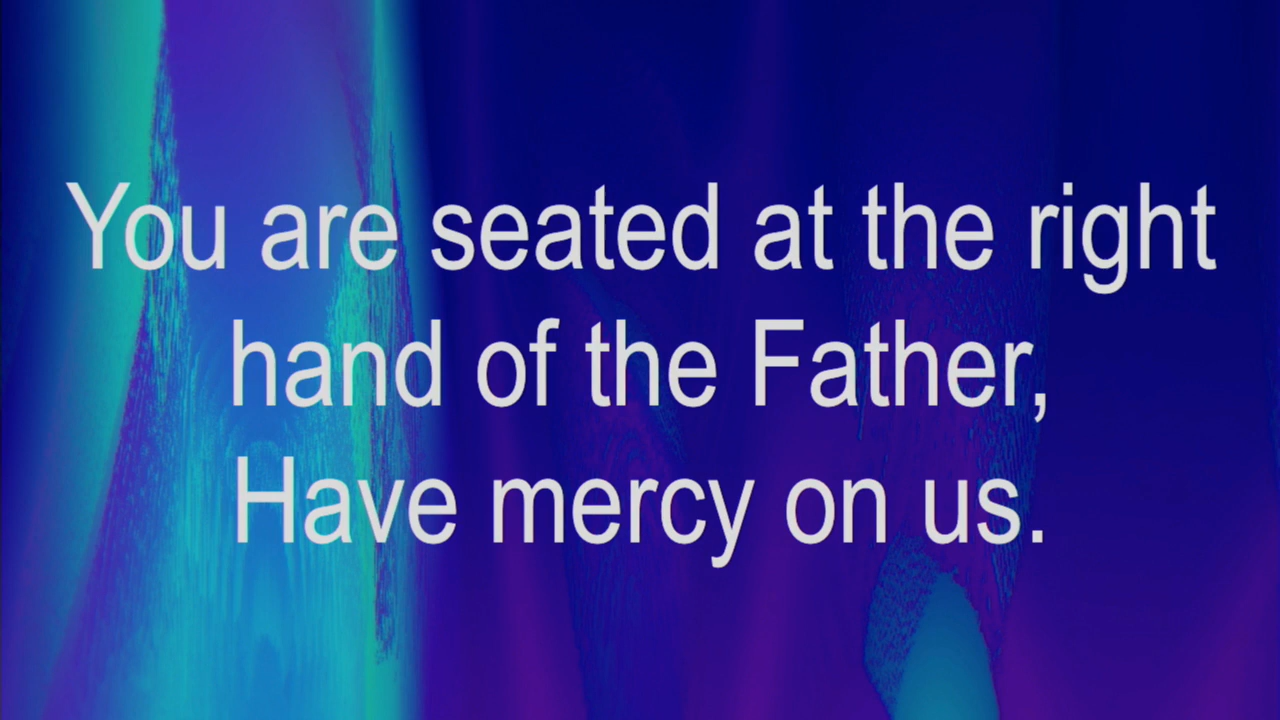 You are seated at the right
hand of the Father,
Have mercy on us.